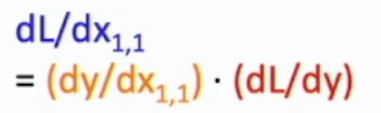 dL/dx₁,₁
= (dy/dx₁,₁) · (dL/dy)